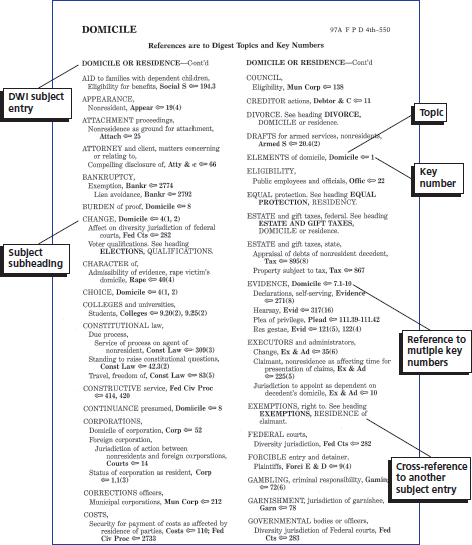 DOMICILE
97A F P D 4th–550
References are to Digest Topics and Key Numbers
DOMICILE OR RESIDENCE—Cont'd
AID to families with dependent children,
Eligibility for benefits, Social S ⚷ 194.3
APPEARANCE,
Nonresident, Appear ⚷ 19(4)
ATTACHMENT proceedings,
Nonresidence as ground for attachment,
Attach ⚷ 25
ATTORNEY and client, matters concerning
or relating to,
Compelling disclosure of, Atty & c ⚷ 66
BANKRUPTCY,
Exemption, Bankr ⚷ 2774
Lien avoidance, Bankr ⚷ 2792
BURDEN of proof, Domicile ⚷ 8
CHANGE, Domicile ⚷ 4(1, 2)
Affect on diversity jurisdiction of federal
courts, Fed Cts ⚷ 282
Voter qualifications. See heading
ELECTIONS, QUALIFICATIONS.
CHARACTER of,
Admissibility of evidence, rape victim's
domicile, Rape ⚷ 40(4)
CHOICE, Domicile ⚷ 4(1, 2)
COLLEGES and universities,
Students, Colleges ⚷ 9.20(2), 9.25(2)
CONSTITUTIONAL law,
Due process,
Service of process on agent of
nonresident, Const Law ⚷ 309(3)
Standing to raise constitutional questions,
Const Law ⚷ 42.3(2)
Travel, freedom of, Const Law ⚷ 83(5)
CONSTRUCTIVE service, Fed Civ Proc
⚷ 414, 420
CONTINUANCE presumed, Domicile ⚷ 8
CORPORATIONS,
Domicile of corporation, Corp ⚷ 52
Foreign corporation,
Jurisdiction of action between
nonresidents and foreign corporations,
Courts ⚷ 14
Status of corporation as resident, Corp
⚷ 1.1(3)
CORRECTIONS officers,
Municipal corporations, Mun Corp ⚷ 212
COSTS,
Security for payment of costs as affected by
residence of parties, Costs ⚷ 110; Fed
Civ Proc ⚷ 2733
DOMICILE OR RESIDENCE—Cont'd
COUNCIL,
Eligibility, Mun Corp ⚷ 138
CREDITOR actions, Debtor & C ⚷ 11
DIVORCE. See heading DIVORCE,
DOMICILE or residence.
DRAFTS for armed services, nonresidents,
Armed S ⚷ 20.4(2)
ELEMENTS of domicile, Domicile ⚷ 1
ELIGIBILITY,
Public employees and officials, Offic ⚷ 22
EQUAL protection. See heading EQUAL
PROTECTION, RESIDENCY.
ESTATE and gift taxes, federal. See heading
ESTATE AND GIFT TAXES,
DOMICILE or residence.
ESTATE and gift taxes, state,
Appraisal of debts of nonresident decedent,
Tax ⚷ 895(8)
Property subject to tax, Tax ⚷ 867
EVIDENCE, Domicile ⚷ 7.1-10
Declarations, self-serving, Evidence
⚷ 271(8)
Hearsay, Evid ⚷ 317(16)
Plea of privilege, Plead ⚷ 111.39-111.42
Res gestae, Evid ⚷ 121(5), 122(4)
EXECUTORS and administrators,
Change, Ex & Ad ⚷ 35(6)
Claimant, nonresidence as affecting time for
presentation of claims, Ex & Ad
⚷ 225(5)
Jurisdiction to appoint as dependent on
decedent's domicile, Ex & Ad ⚷ 10
EXEMPTIONS, right to. See heading
EXEMPTIONS, RESIDENCE of
claimant.
FEDERAL courts,
Diversity jurisdiction, Fed Cts ⚷ 282
FORCIBLE entry and detainer,
Plaintiffs, Forci E & D ⚷ 9(4)
GAMBLING, criminal responsibility, Gaming
⚷ 72(6)
GARNISHMENT, jurisdiction of garnishee,
Garn ⚷ 78
GOVERNMENTAL bodies or officers,
Diversity jurisdiction of Federal courts, Fed
Cts ⚷ 283
DWI subject
entry
Subject
subheading
Topic
Key
number
Reference to
mutiple key
numbers
Cross-reference
to another
subject entry